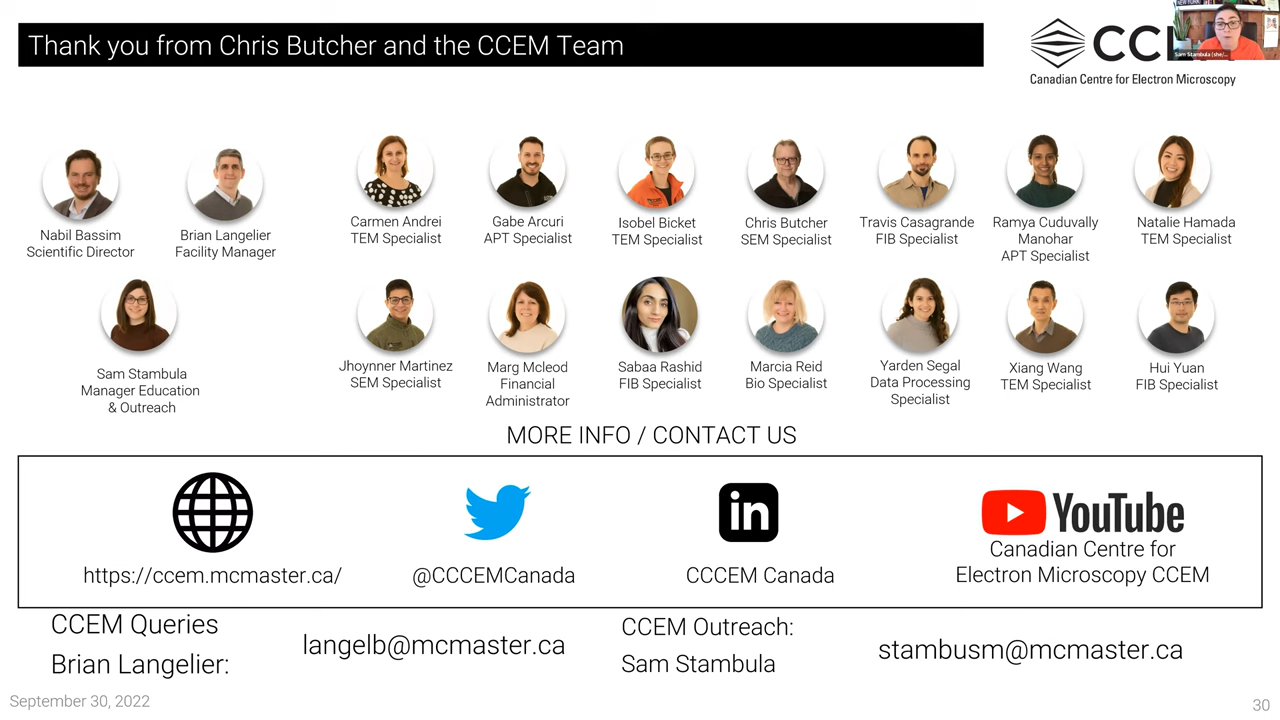 Thank you from Chris Butcher and the CCEM Team
Canadian Centre for Electron Microscopy
NEW YORK
Sam Stambula (she/...
Nabil Bassim
Scientific Director
Brian Langelier
Facility Manager
Carmen Andrei
TEM Specialist
Gabe Arcuri
APT Specialist
Isobel Bicket
TEM Specialist
Chris Butcher
SEM Specialist
Travis Casagrande
FIB Specialist
Ramya Cuduvally
Manohar
APT Specialist
Natalie Hamada
TEM Specialist
Sam Stambula
Manager Education
& Outreach
Jhoynner Martinez
SEM Specialist
Marg Mcleod
Financial
Administrator
Sabaa Rashid
FIB Specialist
Marcia Reid
Bio Specialist
Yarden Segal
Data Processing
Specialist
Xiang Wang
TEM Specialist
Hui Yuan
FIB Specialist
MORE INFO / CONTACT US
in
YouTube
https://ccem.mcmaster.ca/
@CCCEMCanada
CCCEM Canada
Canadian Centre for
Electron Microscopy CCEM
CCEM Queries
Brian Langelier:
langelb@mcmaster.ca
CCEM Outreach:
Sam Stambula
stambusm@mcmaster.ca
September 30, 2022
30